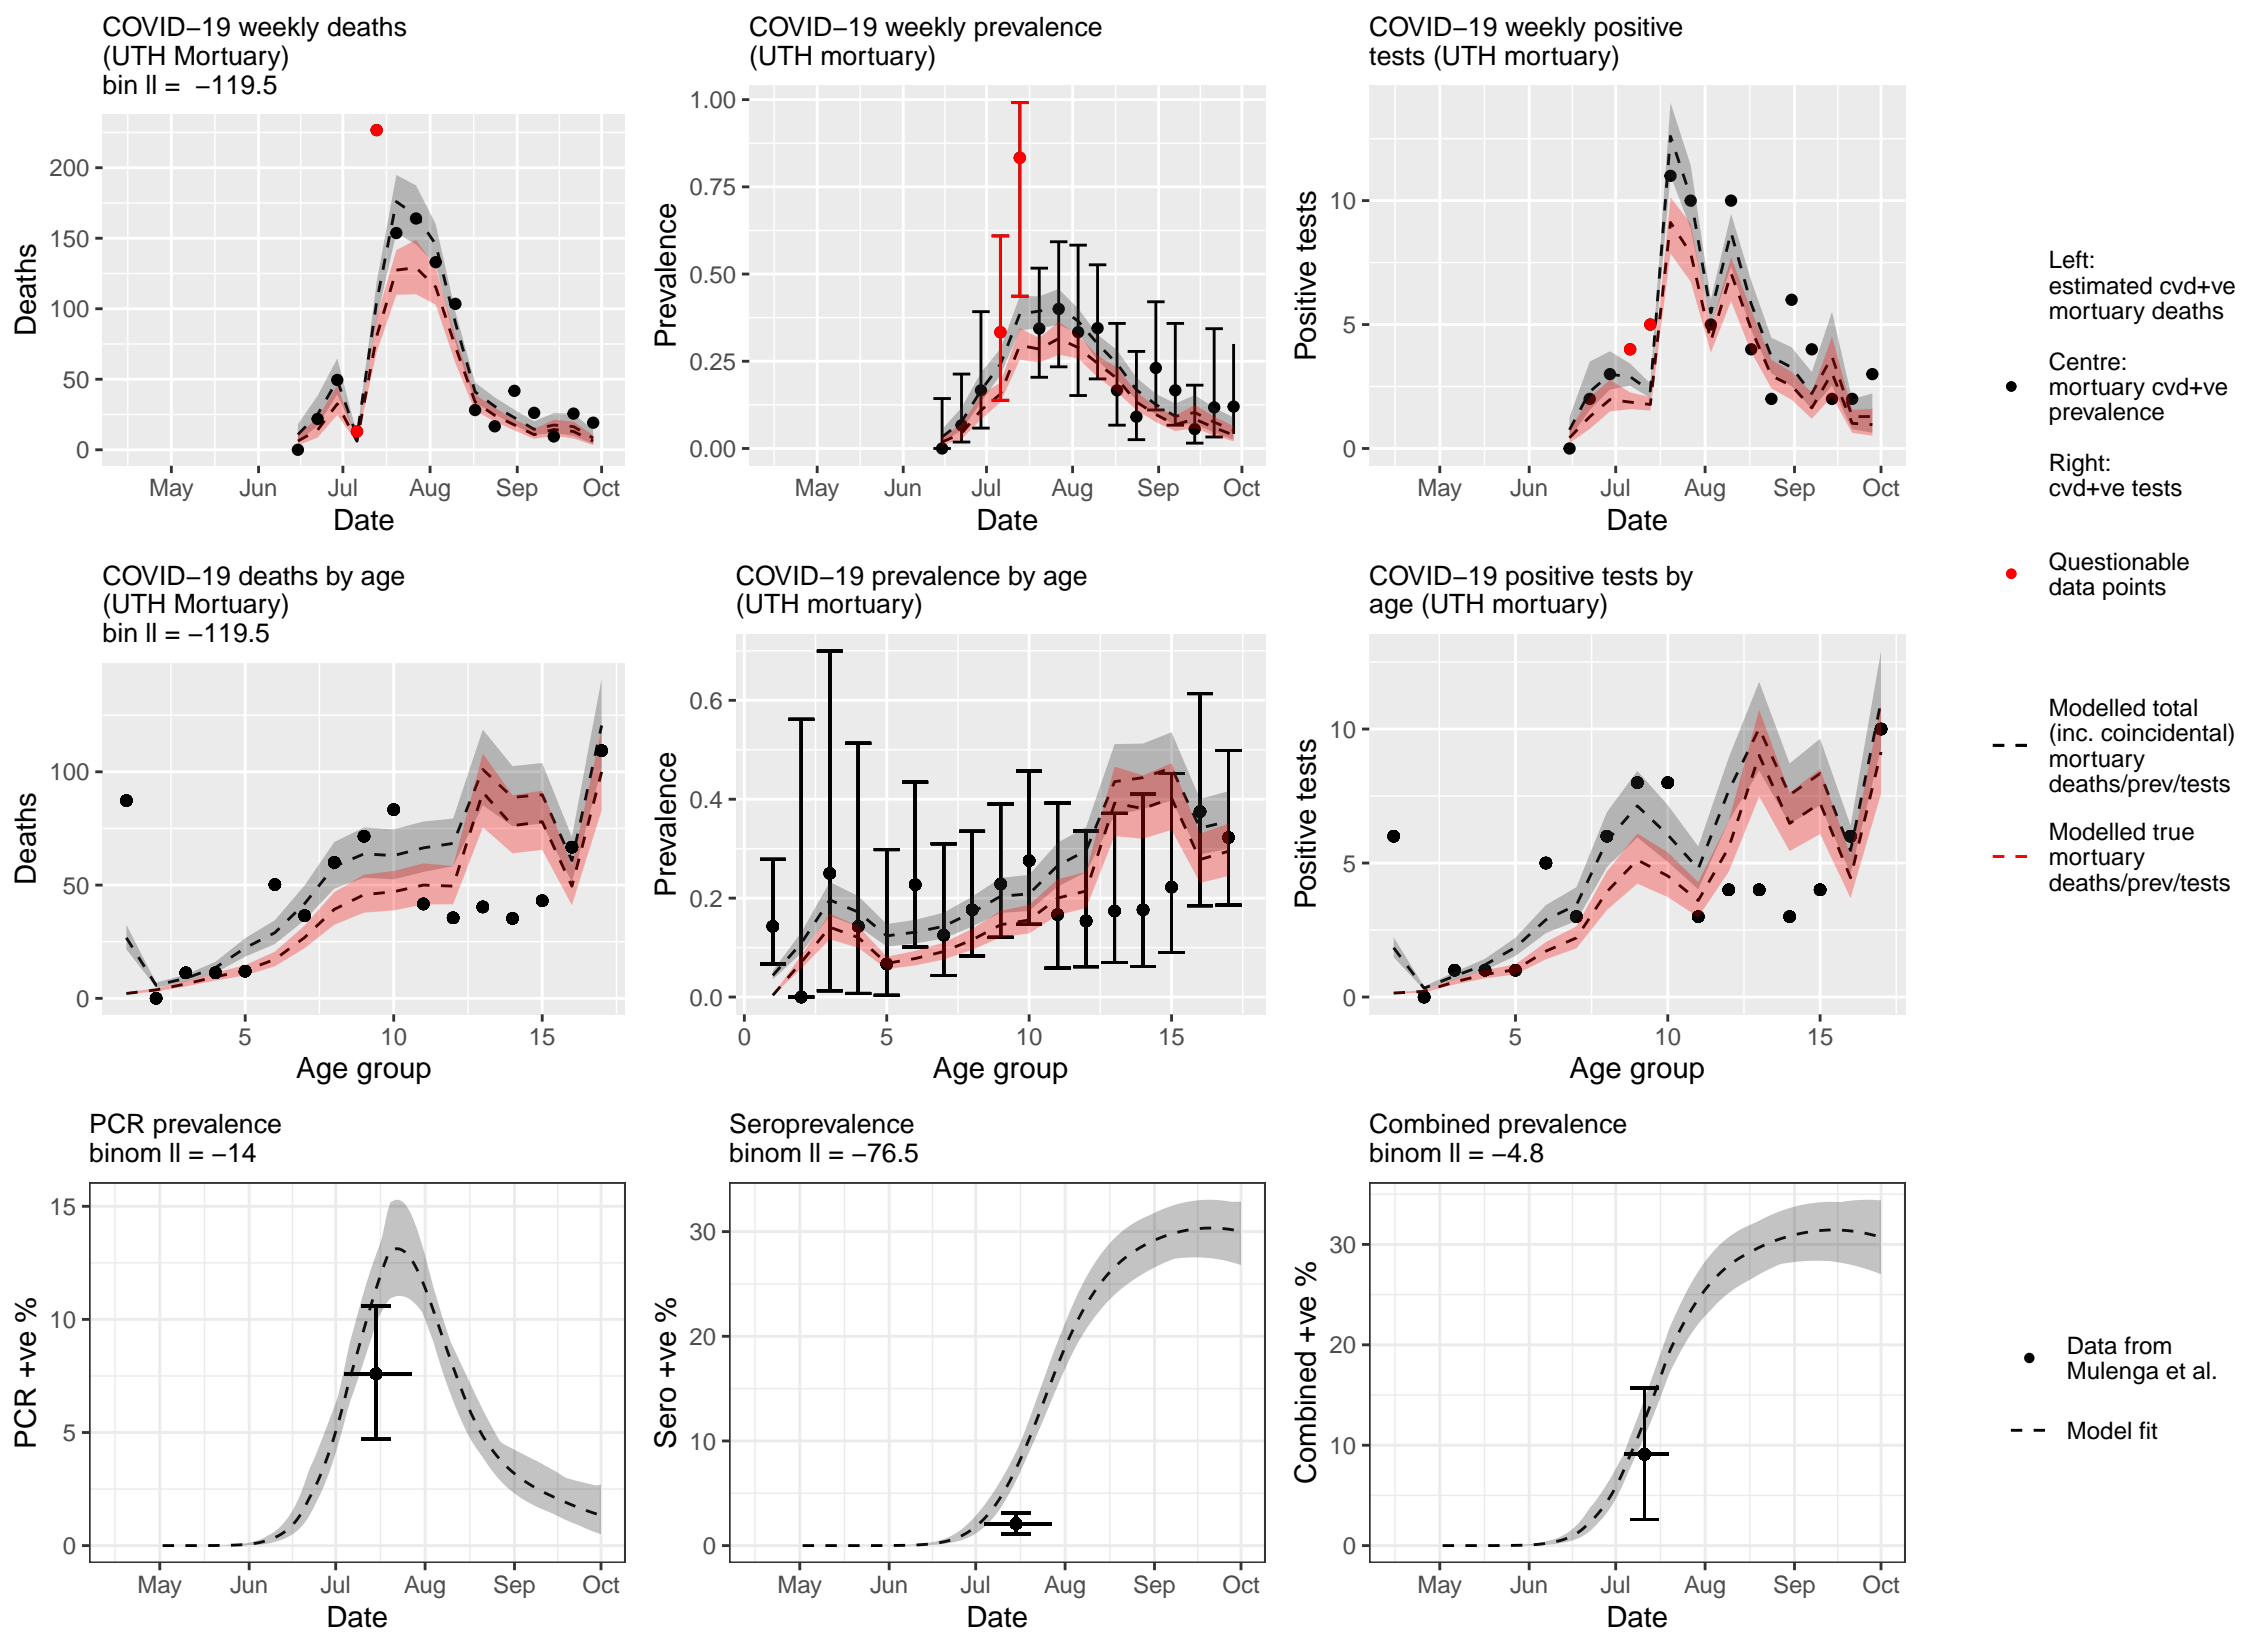 COVID−19 weekly deaths
(UTH Mortuary)
bin ll =  −119.5
200
150
100
50
0
Deaths
May Jun Jul Aug Sep Oct
Date
COVID−19 weekly prevalence
(UTH mortuary)
1.00
0.75
0.50
0.25
0.00
Prevalence
May Jun Jul Aug Sep Oct
Date
COVID−19 weekly positive
tests (UTH mortuary)
10
5
0
Positive tests
May Jun Jul Aug Sep Oct
Date
COVID−19 deaths by age
(UTH Mortuary)
bin ll = −119.5
100
50
0
Deaths
5 10 15
Age group
COVID−19 prevalence by age
(UTH mortuary)
0.6
0.4
0.2
0.0
Prevalence
0 5 10 15
Age group
COVID−19 positive tests by
age (UTH mortuary)
10
5
0
Positive tests
5 10 15
Age group
PCR prevalence
binom ll = −14
15
10
5
0
PCR +ve %
May Jun Jul Aug Sep Oct
Date
Seroprevalence
binom ll = −76.5
30
20
10
0
Sero +ve %
May Jun Jul Aug Sep Oct
Date
Combined prevalence
binom ll = −4.8
30
20
10
0
Combined +ve %
May Jun Jul Aug Sep Oct
Date
Left:
estimated cvd+ve
mortuary deaths
Centre:
mortuary cvd+ve
prevalence
Right:
cvd+ve tests
Questionable
data points
Modelled total
(inc. coincidental)
mortuary
deaths/prev/tests
Modelled true
mortuary
deaths/prev/tests
Data from
Mulenga et al.
Model fit